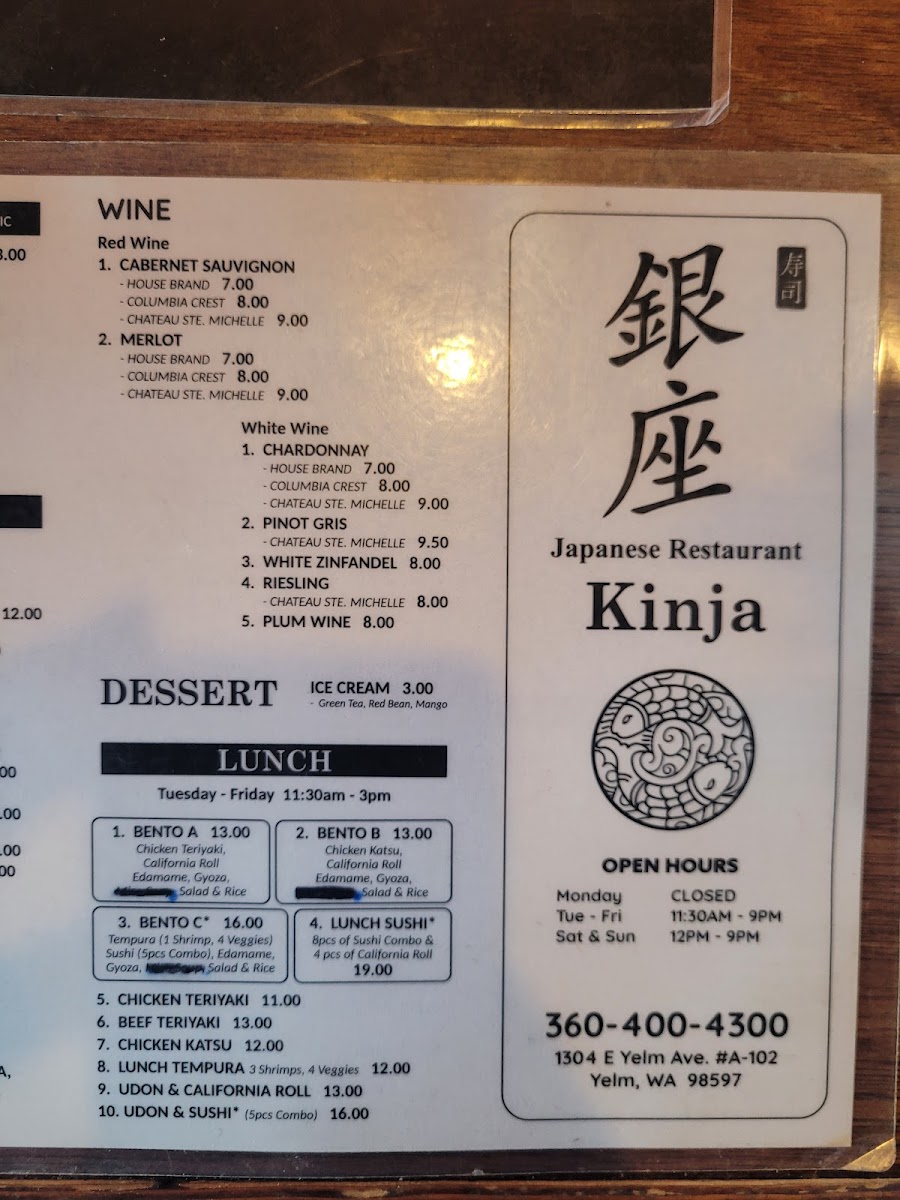 IC
3.00
12.00
00
.00
.00
00
A,
WINE
Red Wine
1. CABERNET SAUVIGNON
- HOUSE BRAND 7.00
- COLUMBIA CREST 8.00
- CHATEAU STE. MICHELLE 9.00
2. MERLOT
- HOUSE BRAND 7.00
- COLUMBIA CREST 8.00
- CHATEAU STE. MICHELLE 9.00
White Wine
1. CHARDONNAY
- HOUSE BRAND 7.00
- COLUMBIA CREST 8.00
- CHATEAU STE. MICHELLE 9.00
2. PINOT GRIS
- CHATEAU STE. MICHELLE 9.50
3. WHITE ZINFANDEL 8.00
4. RIESLING
- CHATEAU STE. MICHELLE 8.00
5. PLUM WINE 8.00
DESSERT
ICE CREAM 3.00
- Green Tea, Red Bean, Mango
LUNCH
Tuesday - Friday 11:30am - 3pm
1. BENTO A 13.00
Chicken Teriyaki,
California Roll
Edamame, Gyoza,
Salad & Rice
2. BENTO B 13.00
Chicken Katsu,
California Roll
Edamame, Gyoza,
Salad & Rice
3. BENTO C* 16.00
Tempura (1 Shrimp, 4 Veggies)
Sushi (5pcs Combo), Edamame,
Gyoza, Salad & Rice
4. LUNCH SUSHI*
8pcs of Sushi Combo &
4 pcs of California Roll
19.00
5. CHICKEN TERIYAKI 11.00
6. BEEF TERIYAKI 13.00
7. CHICKEN KATSU 12.00
8. LUNCH TEMPURA 3 Shrimps, 4 Veggies 12.00
9. UDON & CALIFORNIA ROLL 13.00
10. UDON & SUSHI* (5pcs Combo) 16.00
銀座
寿司
Japanese Restaurant
Kinja
OPEN HOURS
Monday CLOSED
Tue - Fri 11:30AM - 9PM
Sat & Sun 12PM - 9PM
360-400-4300
1304 E Yelm Ave. #A-102
Yelm, WA 98597